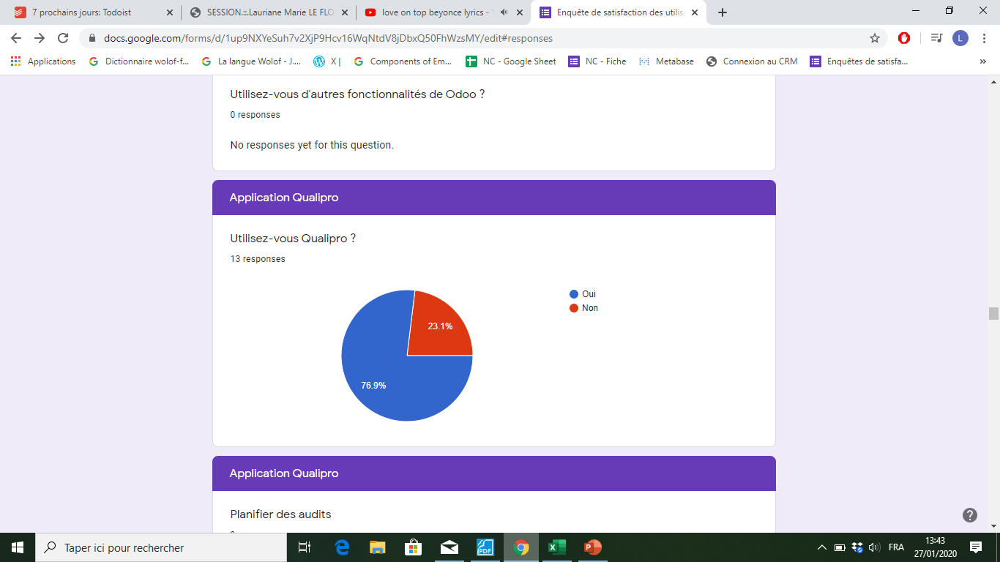 7 prochains jours: Todoist
SESSION.::.Lauriane Marie LE FLO
love on top beyonce lyrics - Y
Enquête de satisfaction des utilis
docs.google.com/forms/d/1up9NXYeSuh7v2XjP9Hcv16WqNtdV8jDbxQ50FhWzsMY/edit#responses
L
Applications
Dictionnaire wolof-f...
La langue Wolof - J....
X |
Components of Em...
NC - Google Sheet
NC - Fiche
Metabase
Connexion au CRM
Enquêtes de satisfa...
»
Utilisez-vous d'autres fonctionnalités de Odoo ?
0 responses
No responses yet for this question.
Application Qualipro
Utilisez-vous Qualipro ?
13 responses
Oui
Non
23.1%
76.9%
Application Qualipro
Planifier des audits
Taper ici pour rechercher
PDF
FRA
13:43
27/01/2020